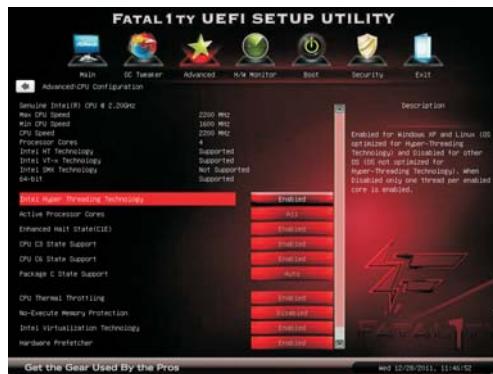 FATAL1TY UEFI SETUP UTILITY
Main OC Tweaker Advanced H/W Monitor Boot Security Exit
Advanced\CPU Configuration
Description
Genuine Intel(R) CPU @ 2.20GHz
Max CPU Speed 2200 MHz
Min CPU Speed 1600 MHz
CPU Speed 2200 MHz
Processor Cores 4
Intel HT Technology Supported
Intel VT-x Technology Supported
Intel SMX Technology Not Supported
64-bit Supported
Enabled for Windows XP and Linux (OS
optimized for Hyper-Threading
Technology) and Disabled for other
OS (OS not optimized for
Hyper-Threading Technology). When
Disabled only one thread per enabled
core is enabled.
Intel Hyper Threading Technology Enabled
Active Processor Cores All
Enhanced Halt State(C1E) Enabled
CPU C3 State Support Enabled
CPU C6 State Support Enabled
Package C State Support Auto
CPU Thermal Throttling Enabled
No-Execute Memory Protection Disabled
Intel Virtualization Technology Enabled
Hardware Prefetcher Enabled
FATAL1TY
Get the Gear Used By the Pros
Wed 12/28/2011, 11:46:52